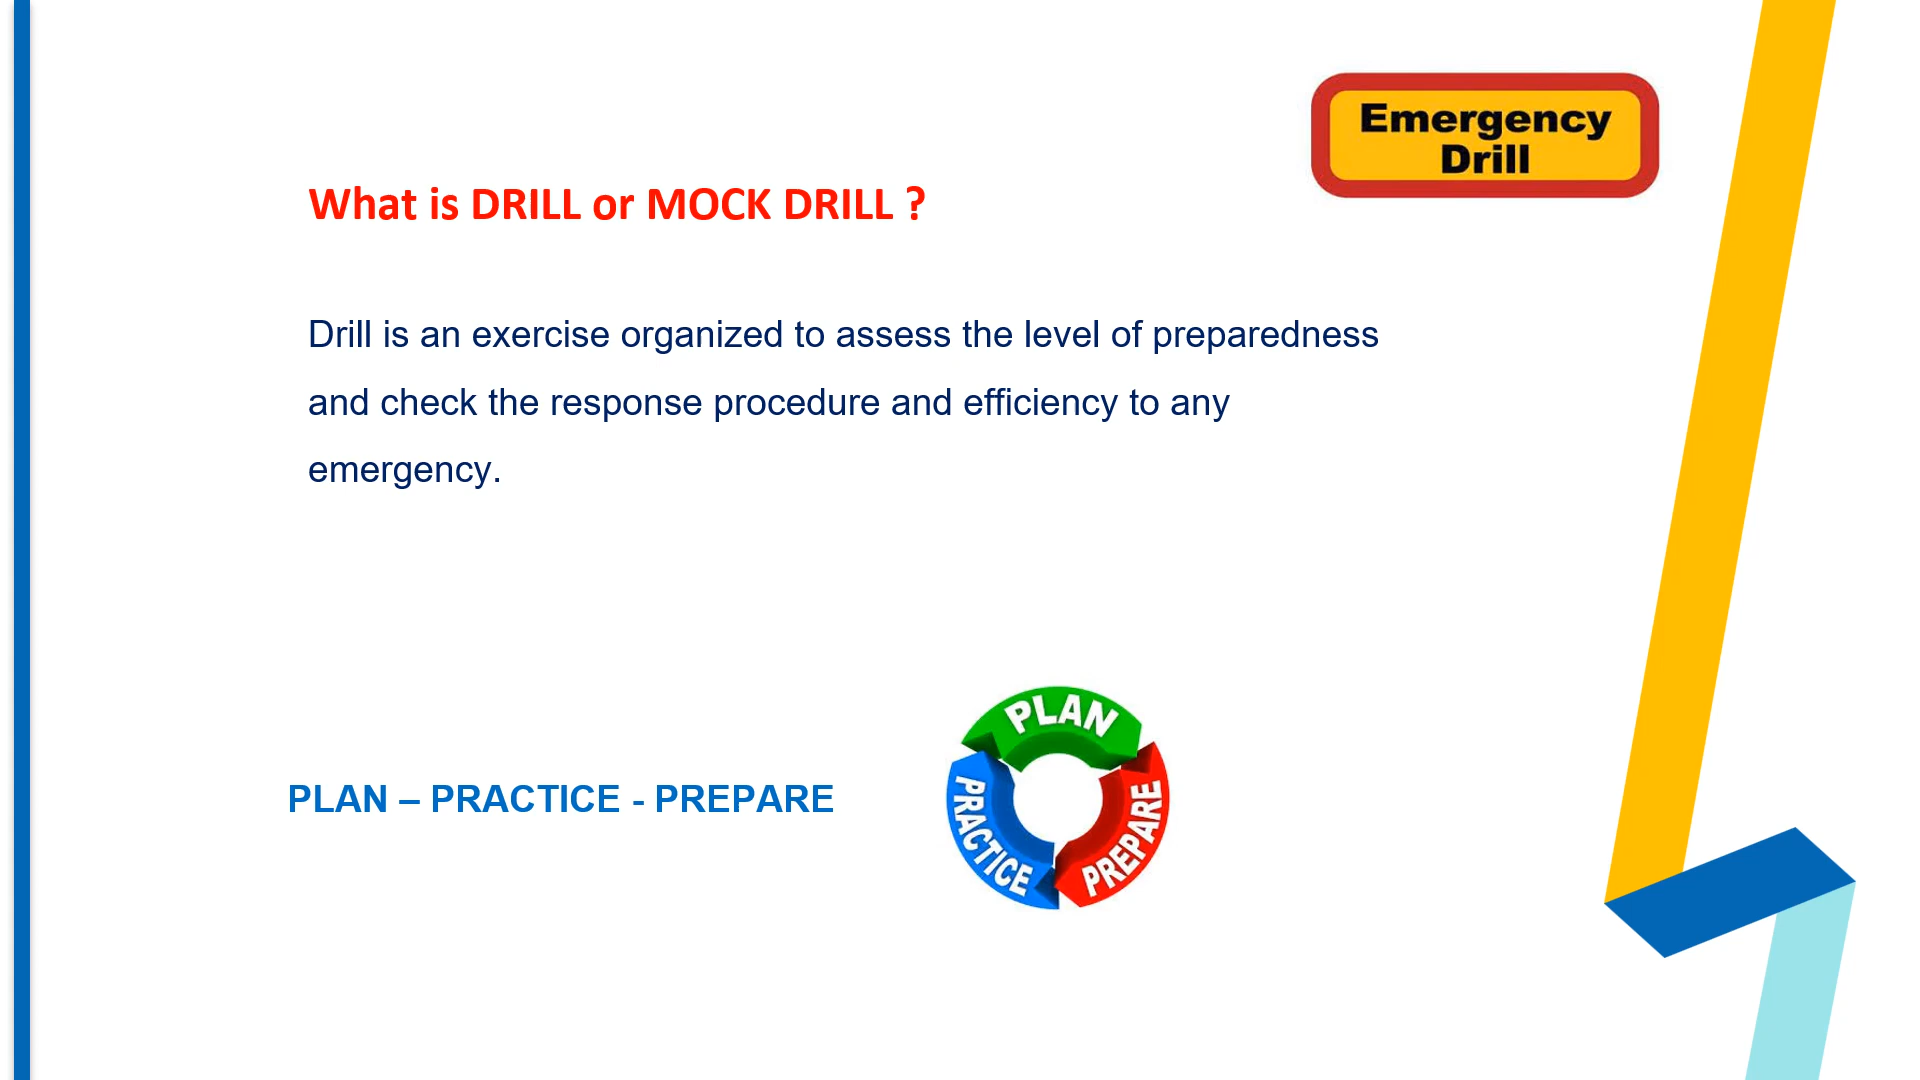 Emergency
Drill
What is DRILL or MOCK DRILL ?
Drill is an exercise organized to assess the level of preparedness
and check the response procedure and efficiency to any
emergency.
PLAN – PRACTICE - PREPARE
PLAN
PRACTICE
PREPARE